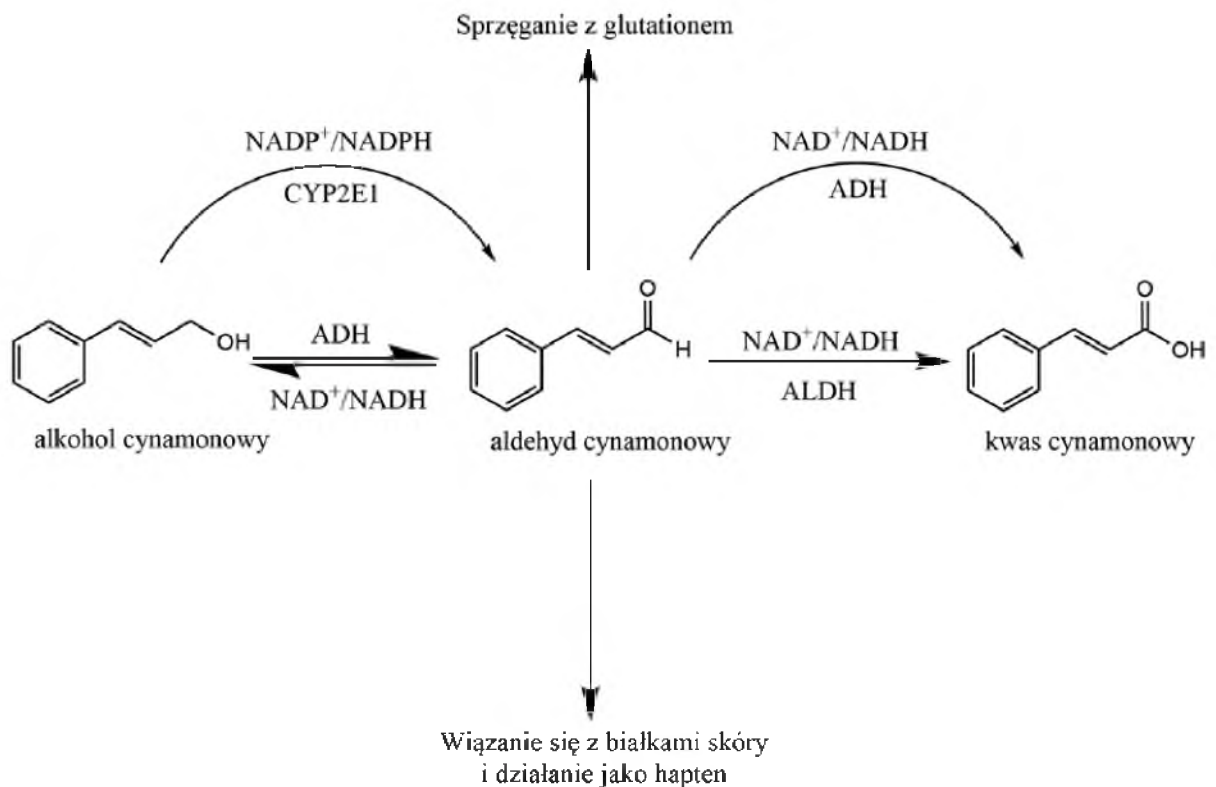 Sprzęganie z glutationem
NADP⁺/NADPH
CYP2E1
NAD⁺/NADH
ADH
OH
ADH
NAD⁺/NADH
O
H
NAD⁺/NADH
ALDH
O
OH
alkohol cynamonowy
aldehyd cynamonowy
kwas cynamonowy
Wiązanie się z białkami skóry
i działanie jako hapten